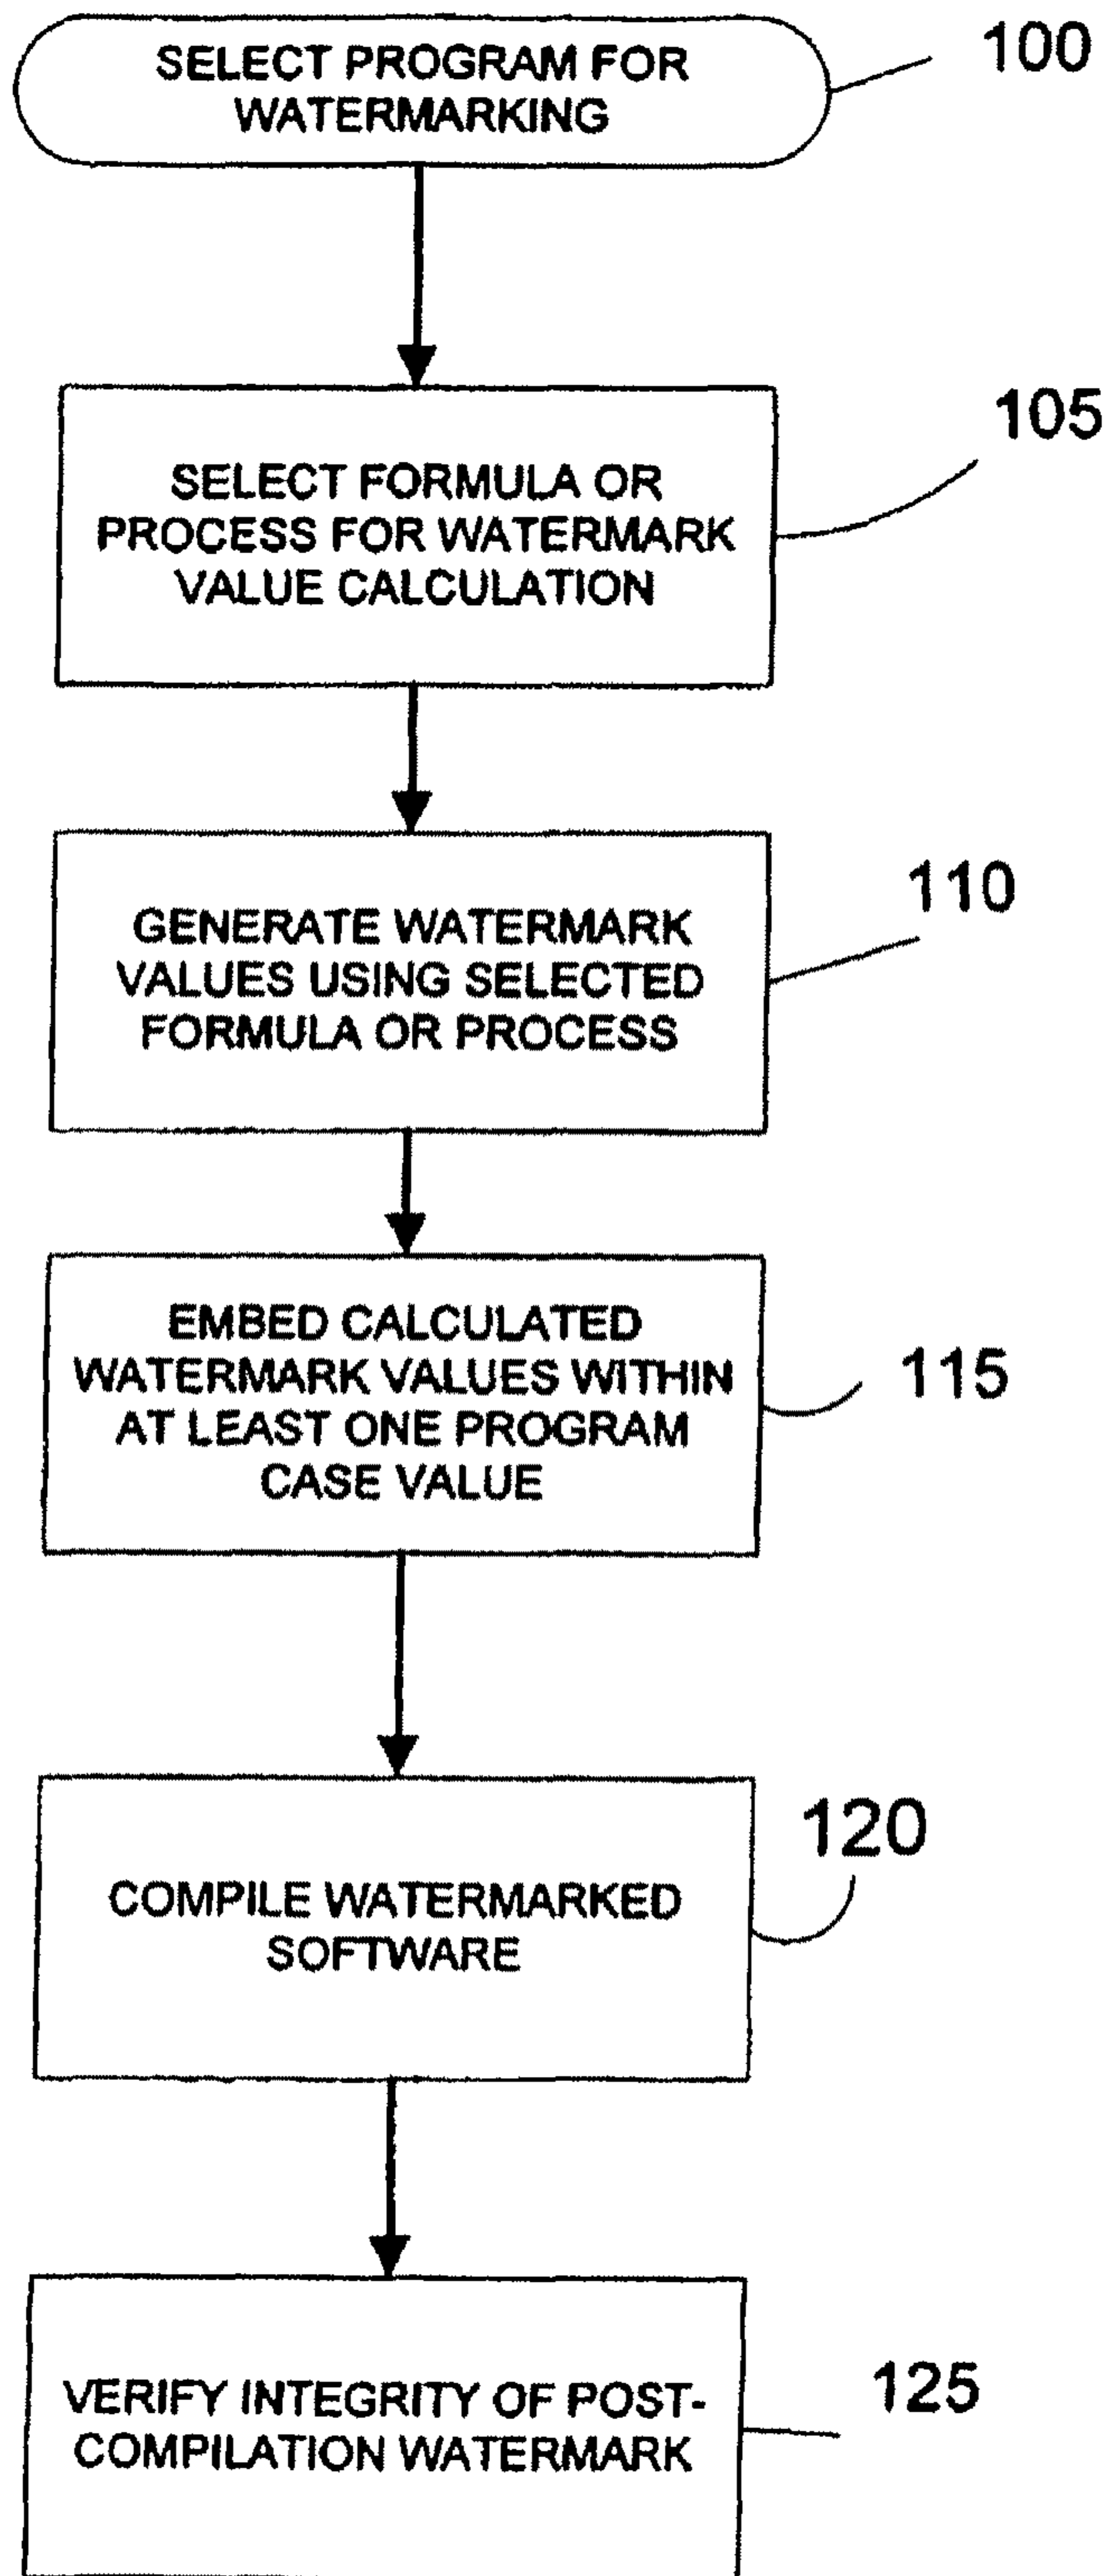 SELECT PROGRAM FOR
WATERMARKING
100
SELECT FORMULA OR
PROCESS FOR WATERMARK
VALUE CALCULATION
105
GENERATE WATERMARK
VALUES USING SELECTED
FORMULA OR PROCESS
110
EMBED CALCULATED
WATERMARK VALUES WITHIN
AT LEAST ONE PROGRAM
CASE VALUE
115
COMPILE WATERMARKED
SOFTWARE
120
VERIFY INTEGRITY OF POST-
COMPILATION WATERMARK
125